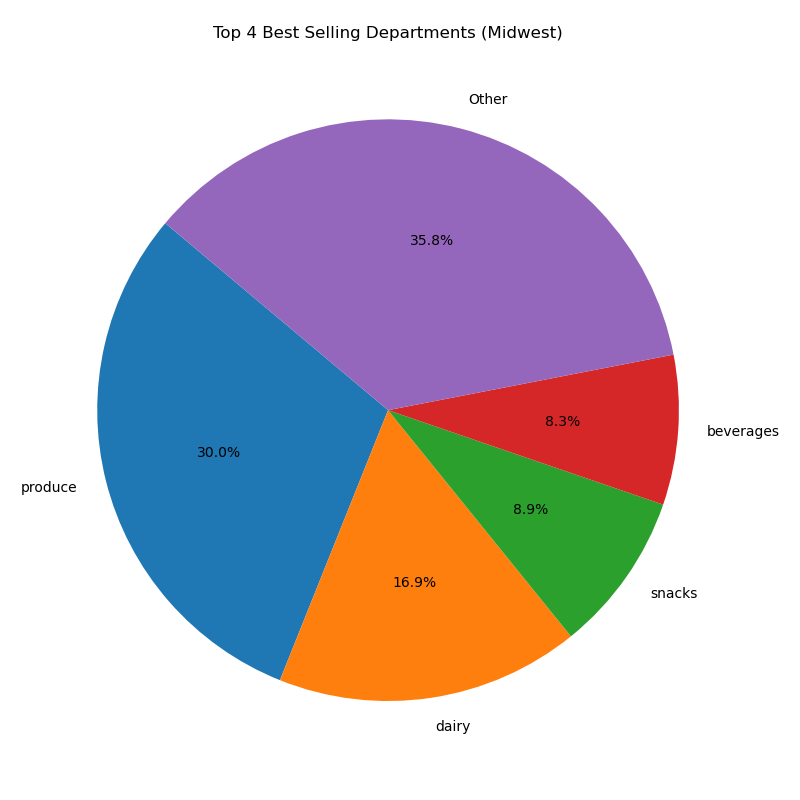 Top 4 Best Selling Departments (Midwest)
Other
35.8%
8.3%
beverages
30.0%
produce
8.9%
16.9%
snacks
dairy